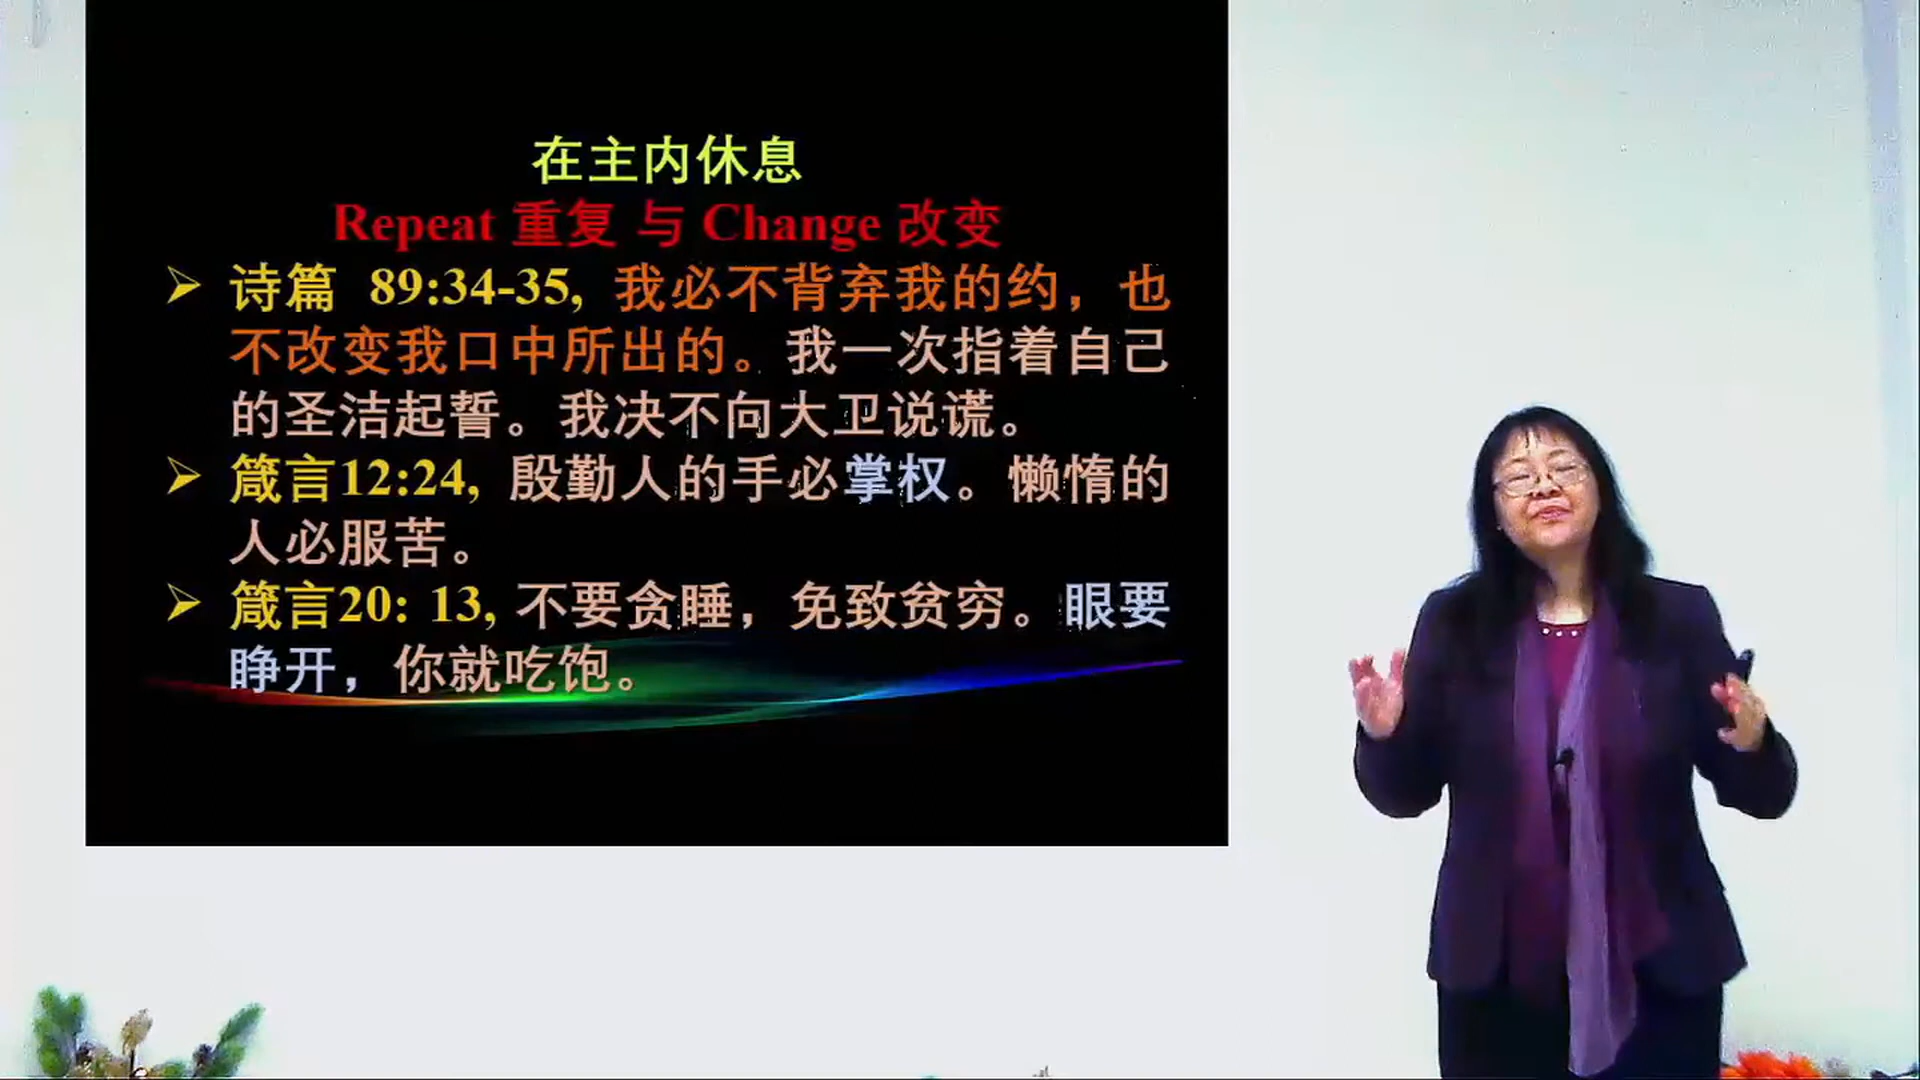 在主内休息
Repeat 重复 与 Change 改变
诗篇 89:34-35, 我必不背弃我的约，也
不改变我口中所出的。我一次指着自己
的圣洁起誓。我决不向大卫说谎。
箴言12:24, 殷勤人的手必掌权。懒惰的
人必服苦。
箴言20: 13, 不要贪睡，免致贫穷。眼要
睁开，你就吃饱。